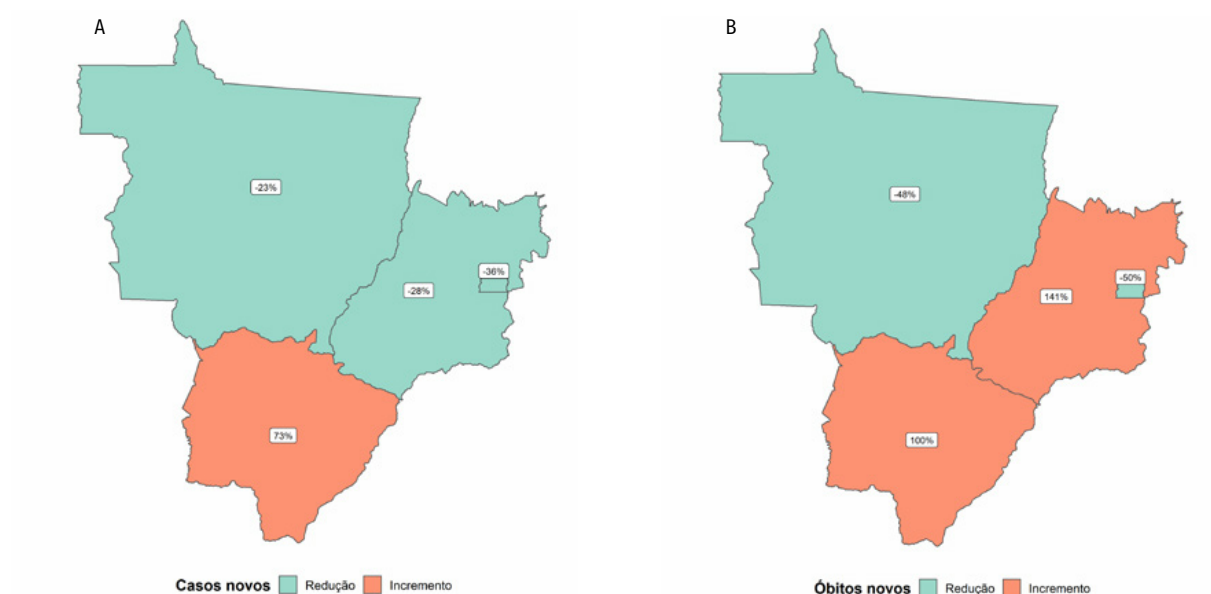 A
-23%
-36%
-28%
73%
Casos novos Redução Incremento
B
-48%
-50%
141%
100%
Óbitos novos Redução Incremento